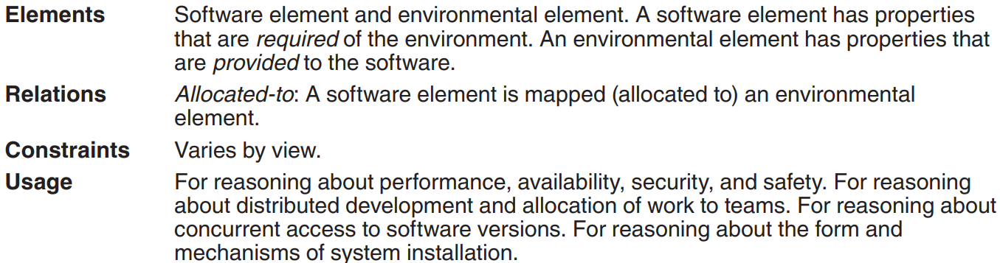 Elements Software element and environmental element. A software element has properties
that are required of the environment. An environmental element has properties that
are provided to the software.
Relations Allocated-to: A software element is mapped (allocated to) an environmental
element.
Constraints Varies by view.
Usage For reasoning about performance, availability, security, and safety. For reasoning
about distributed development and allocation of work to teams. For reasoning about
concurrent access to software versions. For reasoning about the form and
mechanisms of system installation.